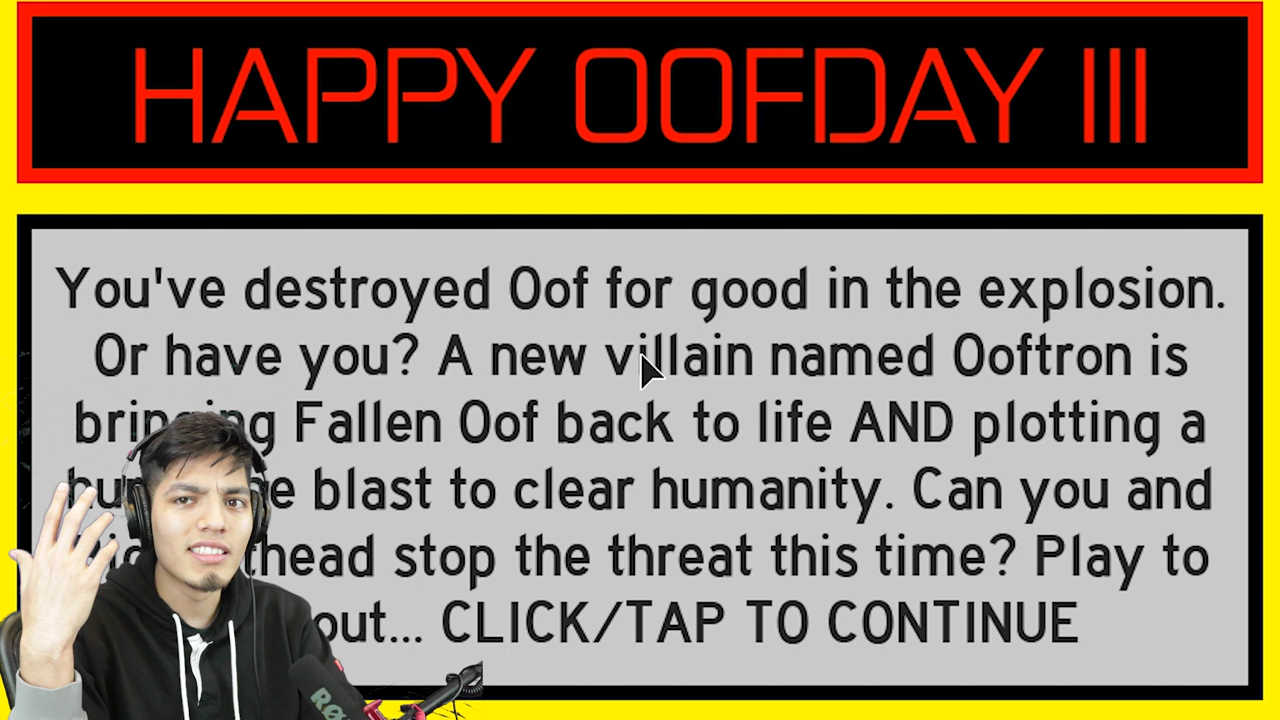 HAPPY OOFDAY III
You've destroyed Oof for good in the explosion.
Or have you? A new villain named Ooftron is
Fallen Oof back to life AND plotting a
blast to clear humanity. Can you and
stop the threat this time? Play to
out... CLICK/TAP TO CONTINUE